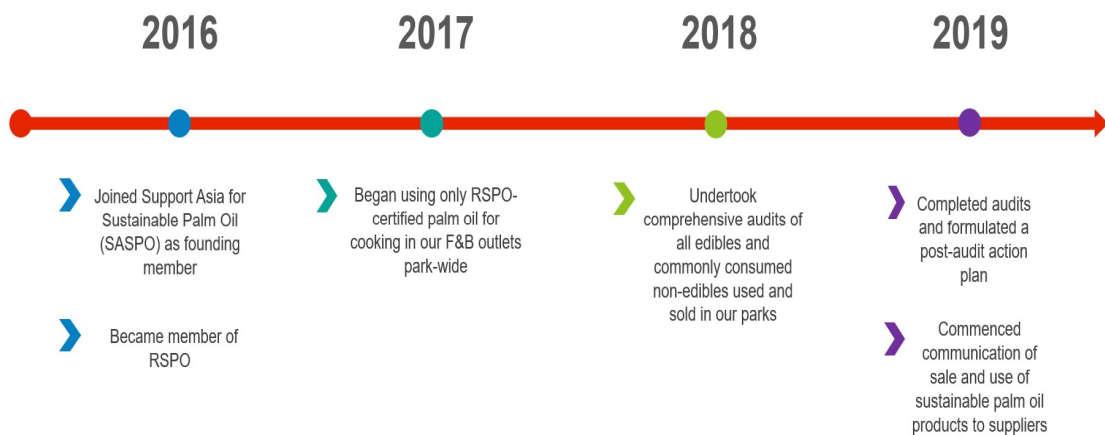 2016
2017
2018
2019
Joined Support Asia for
Sustainable Palm Oil
(SASPO) as founding
member
Became member of
RSPO
Began using only RSPO-
certified palm oil for
cooking in our F&B outlets
park-wide
Undertook
comprehensive audits of
all edibles and
commonly consumed
non-edibles used and
sold in our parks
Completed audits
and formulated a
post-audit action
plan
Commenced
communication of
sale and use of
sustainable palm oil
products to suppliers